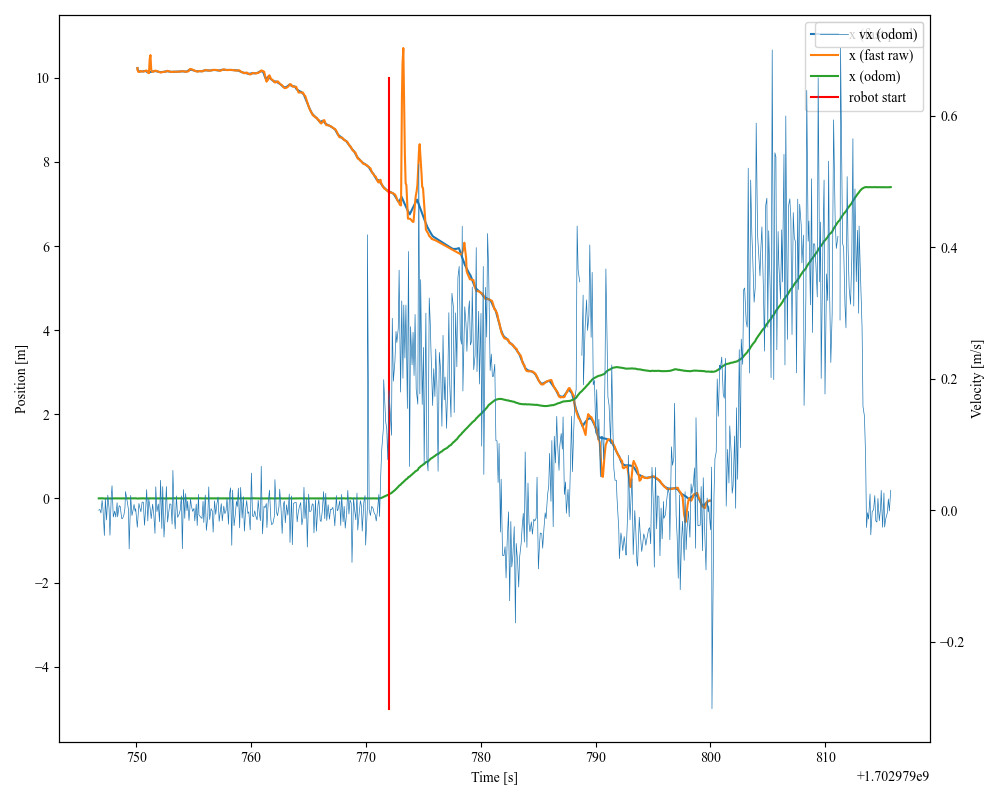 vx (odom)
x (fast raw)
x (odom)
robot start
10
8
6
4
2
0
−2
−4
0.6
0.4
0.2
0.0
−0.2
Position [m]
Velocity [m/s]
750
760
770
780
790
800
810
Time [s]
+1.702979e9